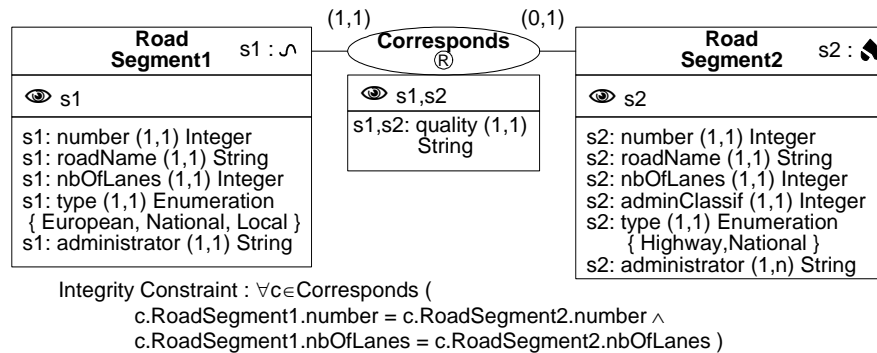 (1,1)
(0,1)
Road
Segment1
s1 :
Corresponds
R
Road
Segment2
s2 :
s1
s1,s2
s2
s1: number (1,1) Integer
s1: roadName (1,1) String
s1: nbOfLanes (1,1) Integer
s1: type (1,1) Enumeration
{ European, National, Local }
s1: administrator (1,1) String
s1,s2: quality (1,1)
String
s2: number (1,1) Integer
s2: roadName (1,1) String
s2: nbOfLanes (1,1) Integer
s2: adminClassif (1,1) Integer
s2: type (1,1) Enumeration
{ Highway,National }
s2: administrator (1,n) String
Integrity Constraint : ∀c∈Corresponds (
c.RoadSegment1.number = c.RoadSegment2.number ∧
c.RoadSegment1.nbOfLanes = c.RoadSegment2.nbOfLanes )